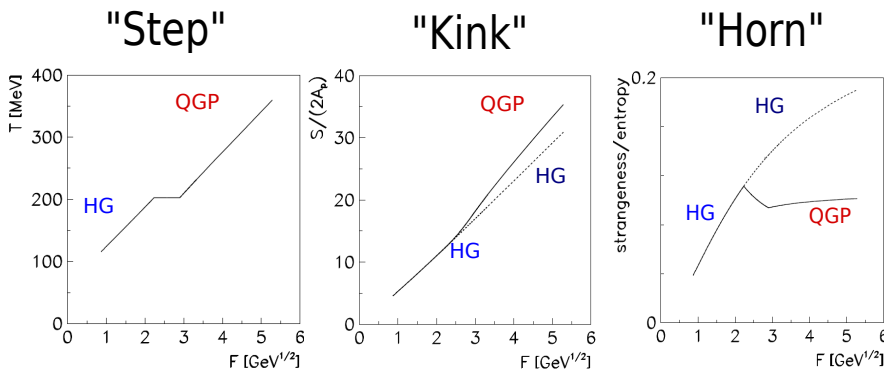 "Step"
T [MeV]
400
300
200
100
0
350
QGP
HG
0 1 2 3 4 5 6
F [GeV1/2]
"Kink"
S/(2Ap)
40
30
20
10
0
QGP
HG
HG
0 1 2 3 4 5 6
F [GeV1/2]
"Horn"
strangeness/entropy
0.2
0
HG
HG
QGP
0 1 2 3 4 5 6
F [GeV1/2]